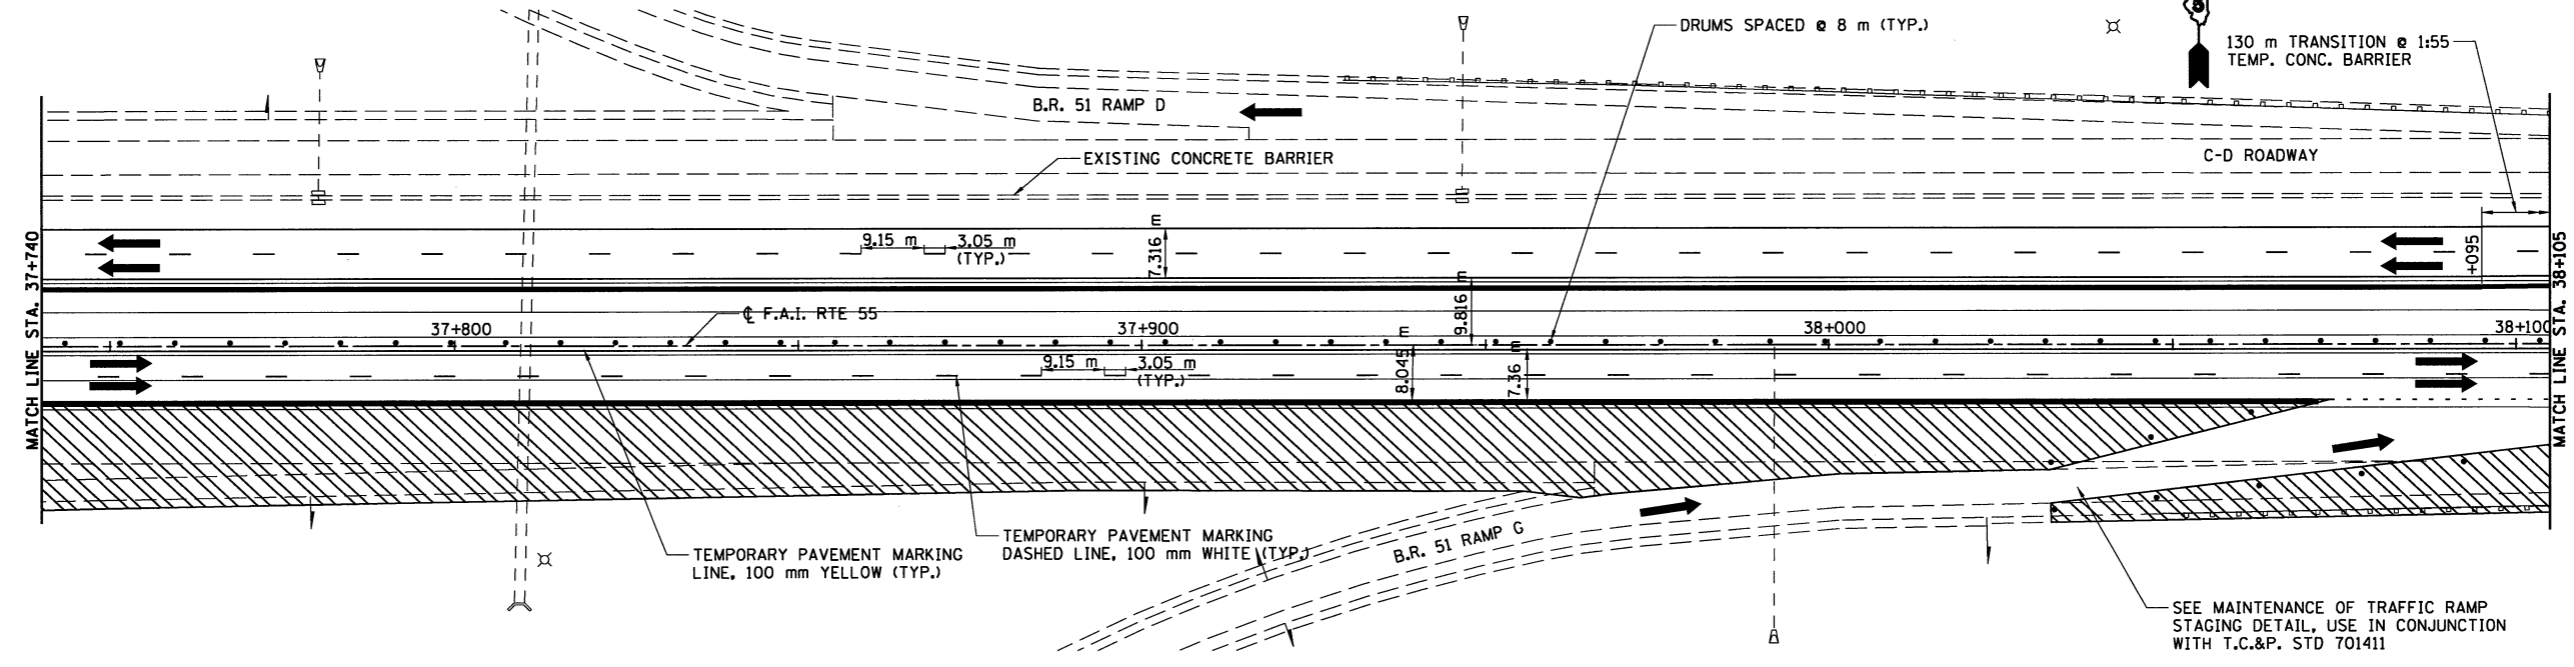 DRUMS SPACED @ 8 m (TYP.)
130 m TRANSITION @ 1:55
TEMP. CONC. BARRIER
B.R. 51 RAMP D
EXISTING CONCRETE BARRIER
C-D ROADWAY
MATCH LINE STA. 37+740
9.15 m
3.05 m
(TYP.)
7.316 m
+095
MATCH LINE STA. 38+105
9.816 m
℄ F.A.I. RTE 55
37+800
37+900
38+000
38+100
9.15 m
3.05 m
(TYP.)
8.045 m
7.36 m
TEMPORARY PAVEMENT MARKING
LINE, 100 mm YELLOW (TYP.)
TEMPORARY PAVEMENT MARKING
DASHED LINE, 100 mm WHITE (TYP.)
B.R. 51 RAMP G
SEE MAINTENANCE OF TRAFFIC RAMP
STAGING DETAIL, USE IN CONJUNCTION
WITH T.C.&P. STD 701411